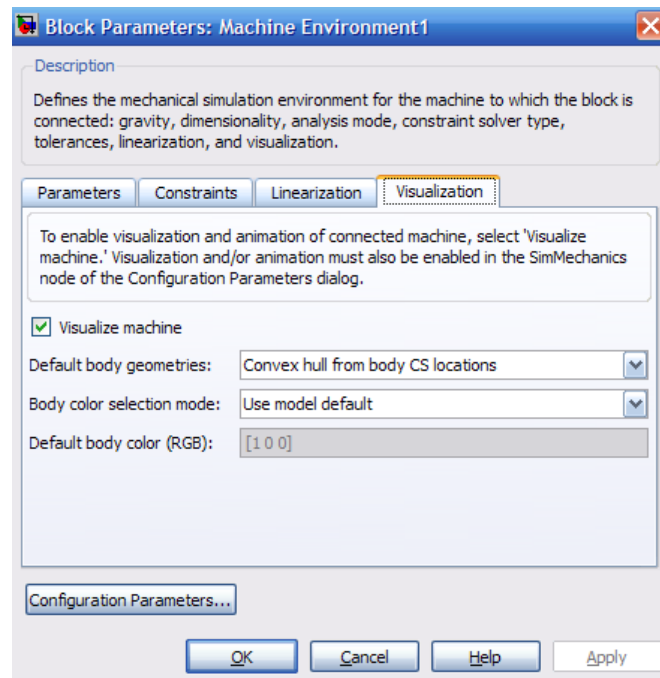 Block Parameters: Machine Environment1
Description
Defines the mechanical simulation environment for the machine to which the block is
connected: gravity, dimensionality, analysis mode, constraint solver type,
tolerances, linearization, and visualization.
Parameters Constraints Linearization Visualization
To enable visualization and animation of connected machine, select 'Visualize
machine.' Visualization and/or animation must also be enabled in the SimMechanics
node of the Configuration Parameters dialog.
Visualize machine
Default body geometries: Convex hull from body CS locations
Body color selection mode: Use model default
Default body color (RGB): [1 0 0]
Configuration Parameters...
OK Cancel Help Apply